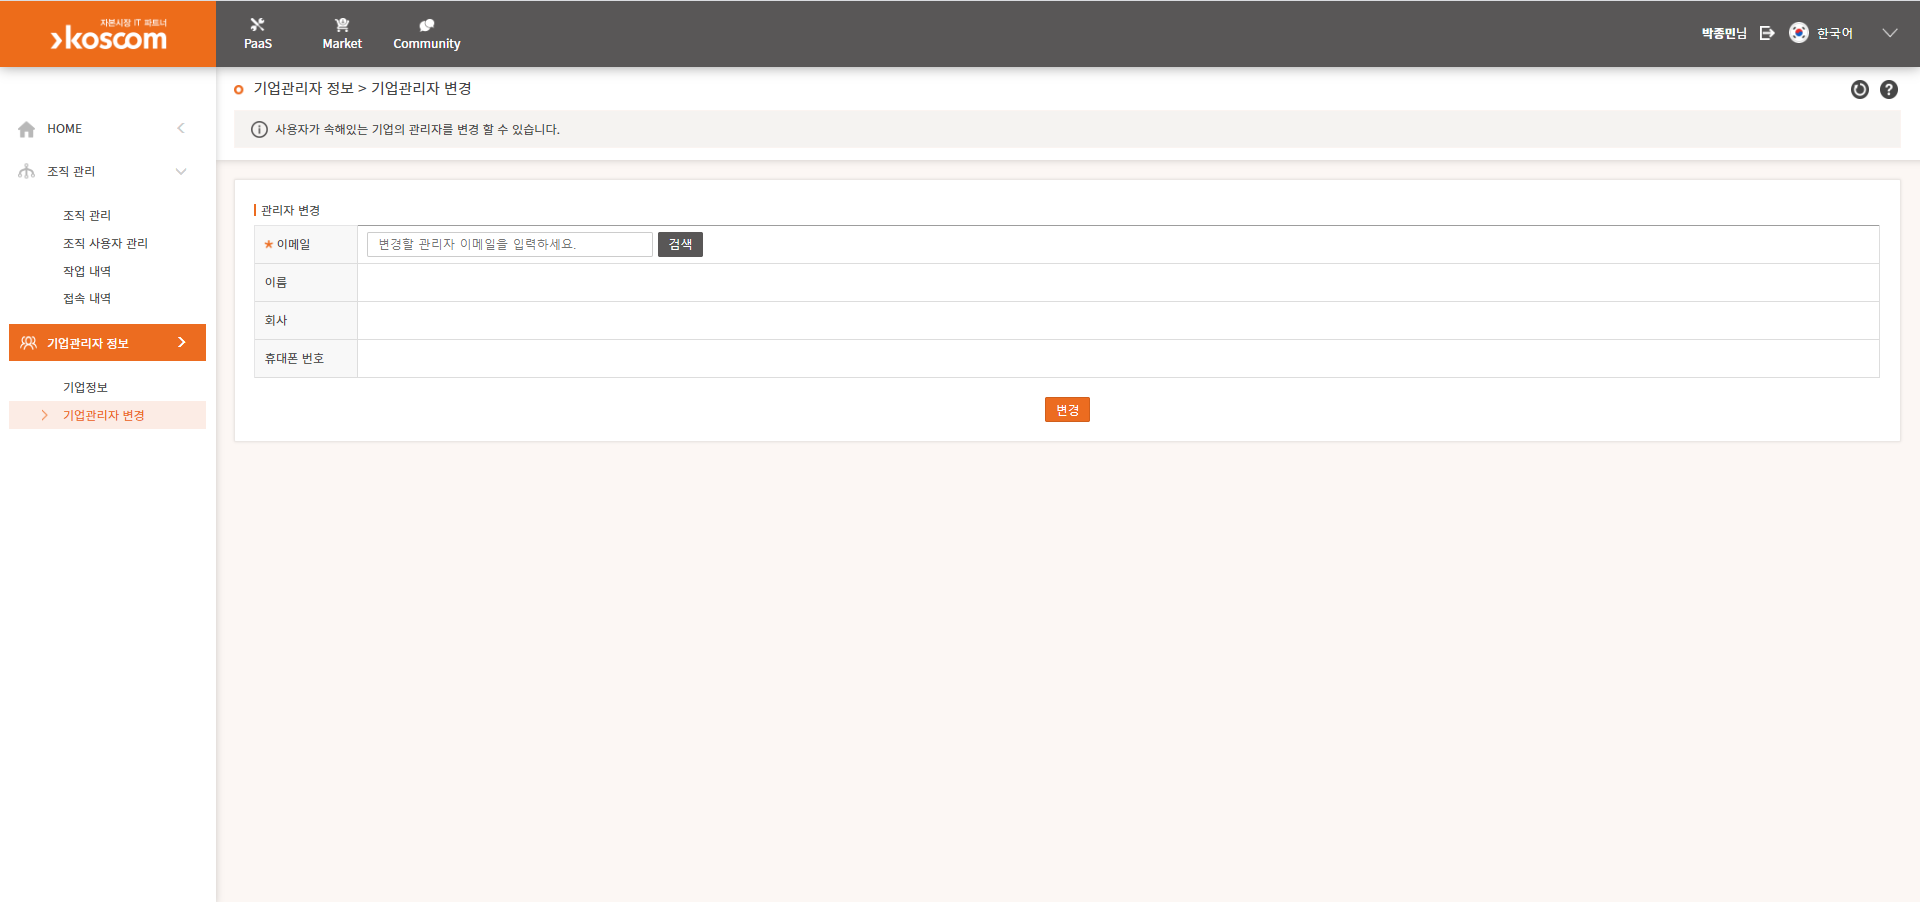 자본시장 IT 파트너
koscom
PaaS
Market
Community
박종민님
한국어
HOME
조직 관리
조직 관리
조직 사용자 관리
작업 내역
접속 내역
기업관리자 정보
기업정보
기업관리자 변경
기업관리자 정보 > 기업관리자 변경
사용자가 속해있는 기업의 관리자를 변경 할 수 있습니다.
관리자 변경
★ 이메일
변경할 관리자 이메일을 입력하세요.
검색
이름
회사
휴대폰 번호
변경